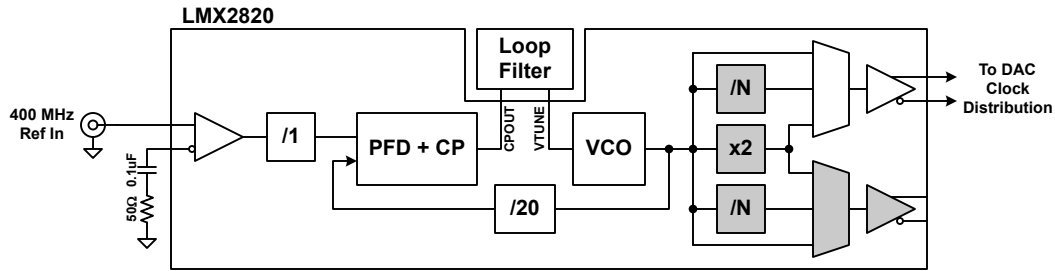 LMX2820
Loop
Filter
400 MHz
Ref In
/1
PFD + CP
CPOUT
VTUNE
VCO
/20
/N
x2
/N
To DAC
Clock
Distribution
50Ω 0.1uF